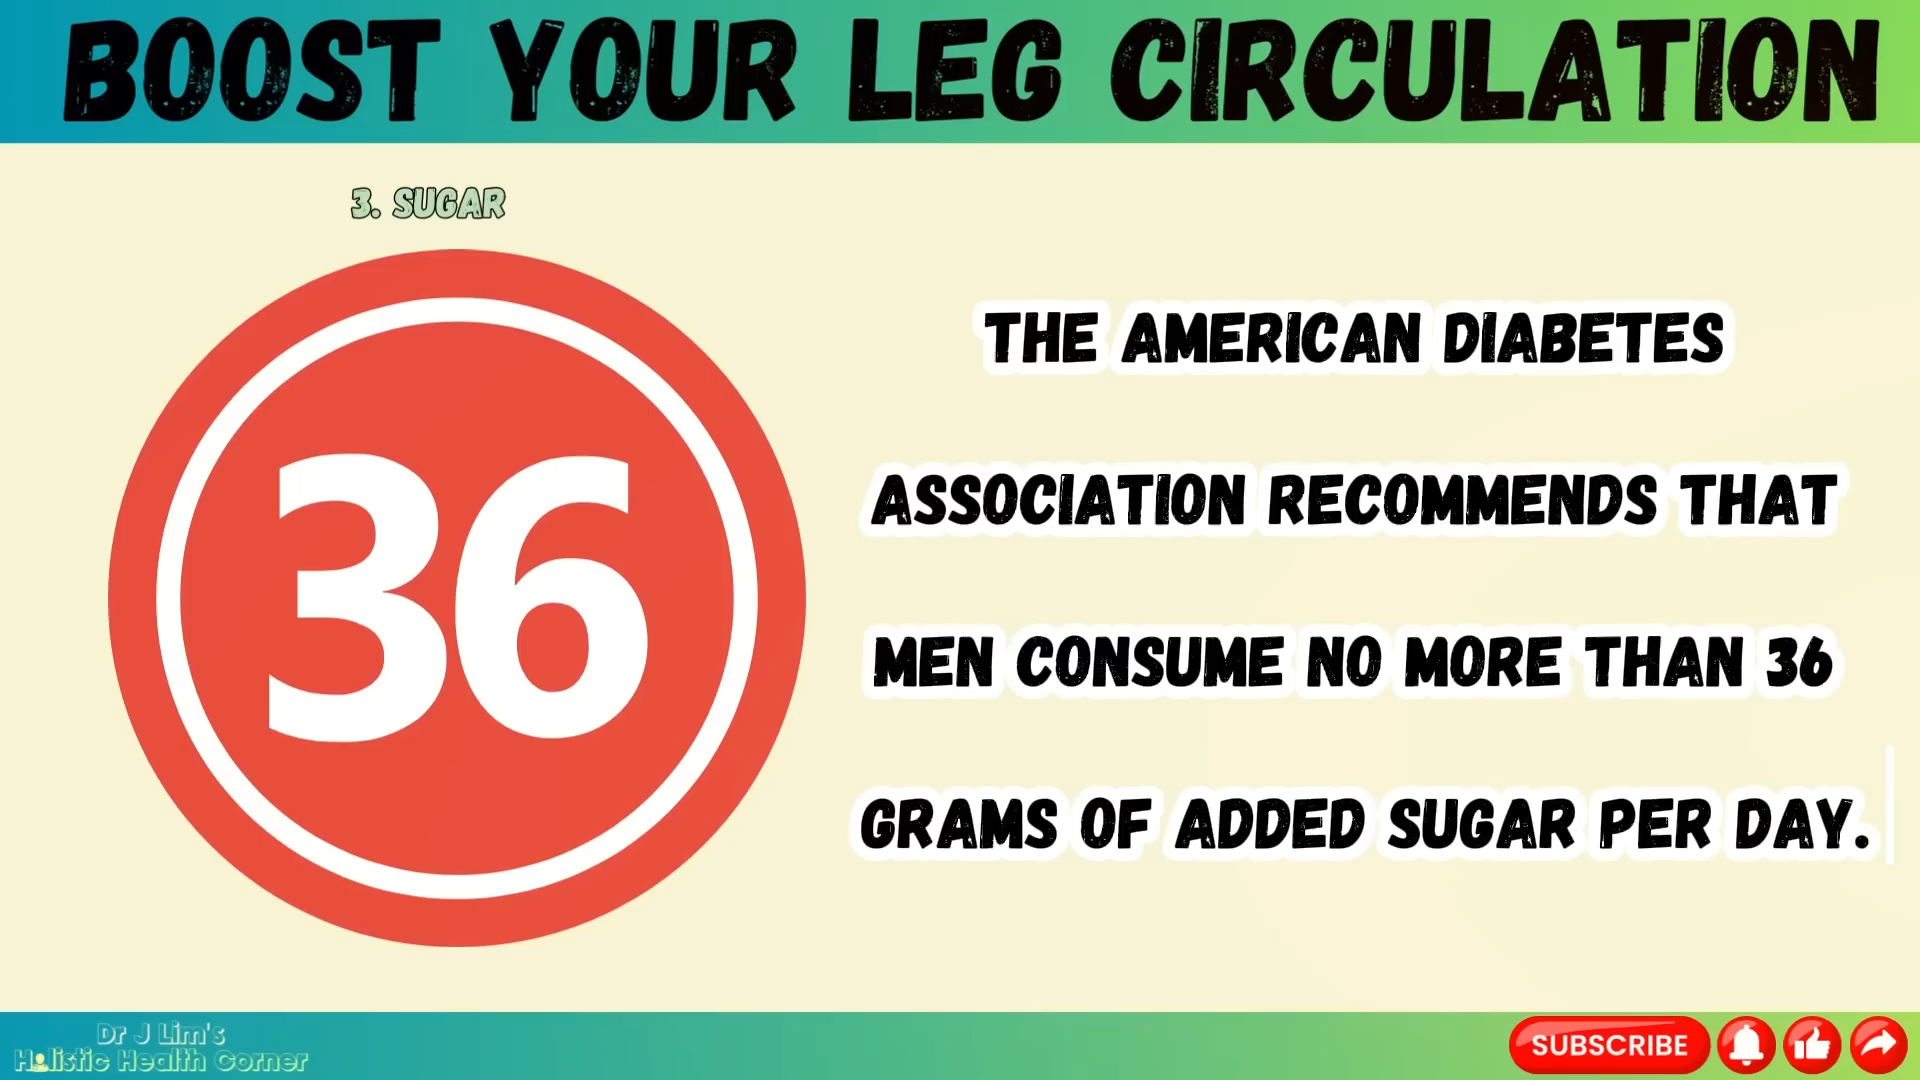 BOOST YOUR LEG CIRCULATION
3. SUGAR
36
THE AMERICAN DIABETES
ASSOCIATION RECOMMENDS THAT
MEN CONSUME NO MORE THAN 36
GRAMS OF ADDED SUGAR PER DAY.
Dr J Lim's
Holistic Health Corner
SUBSCRIBE